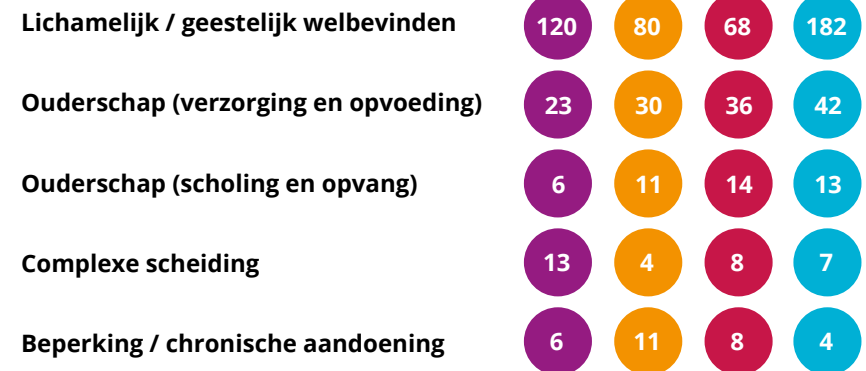 Lichamelijk / geestelijk welbevinden 120 80 68 182
Ouderschap (verzorging en opvoeding) 23 30 36 42
Ouderschap (scholing en opvang) 6 11 14 13
Complexe scheiding 13 4 8 7
Beperking / chronische aandoening 6 11 8 4